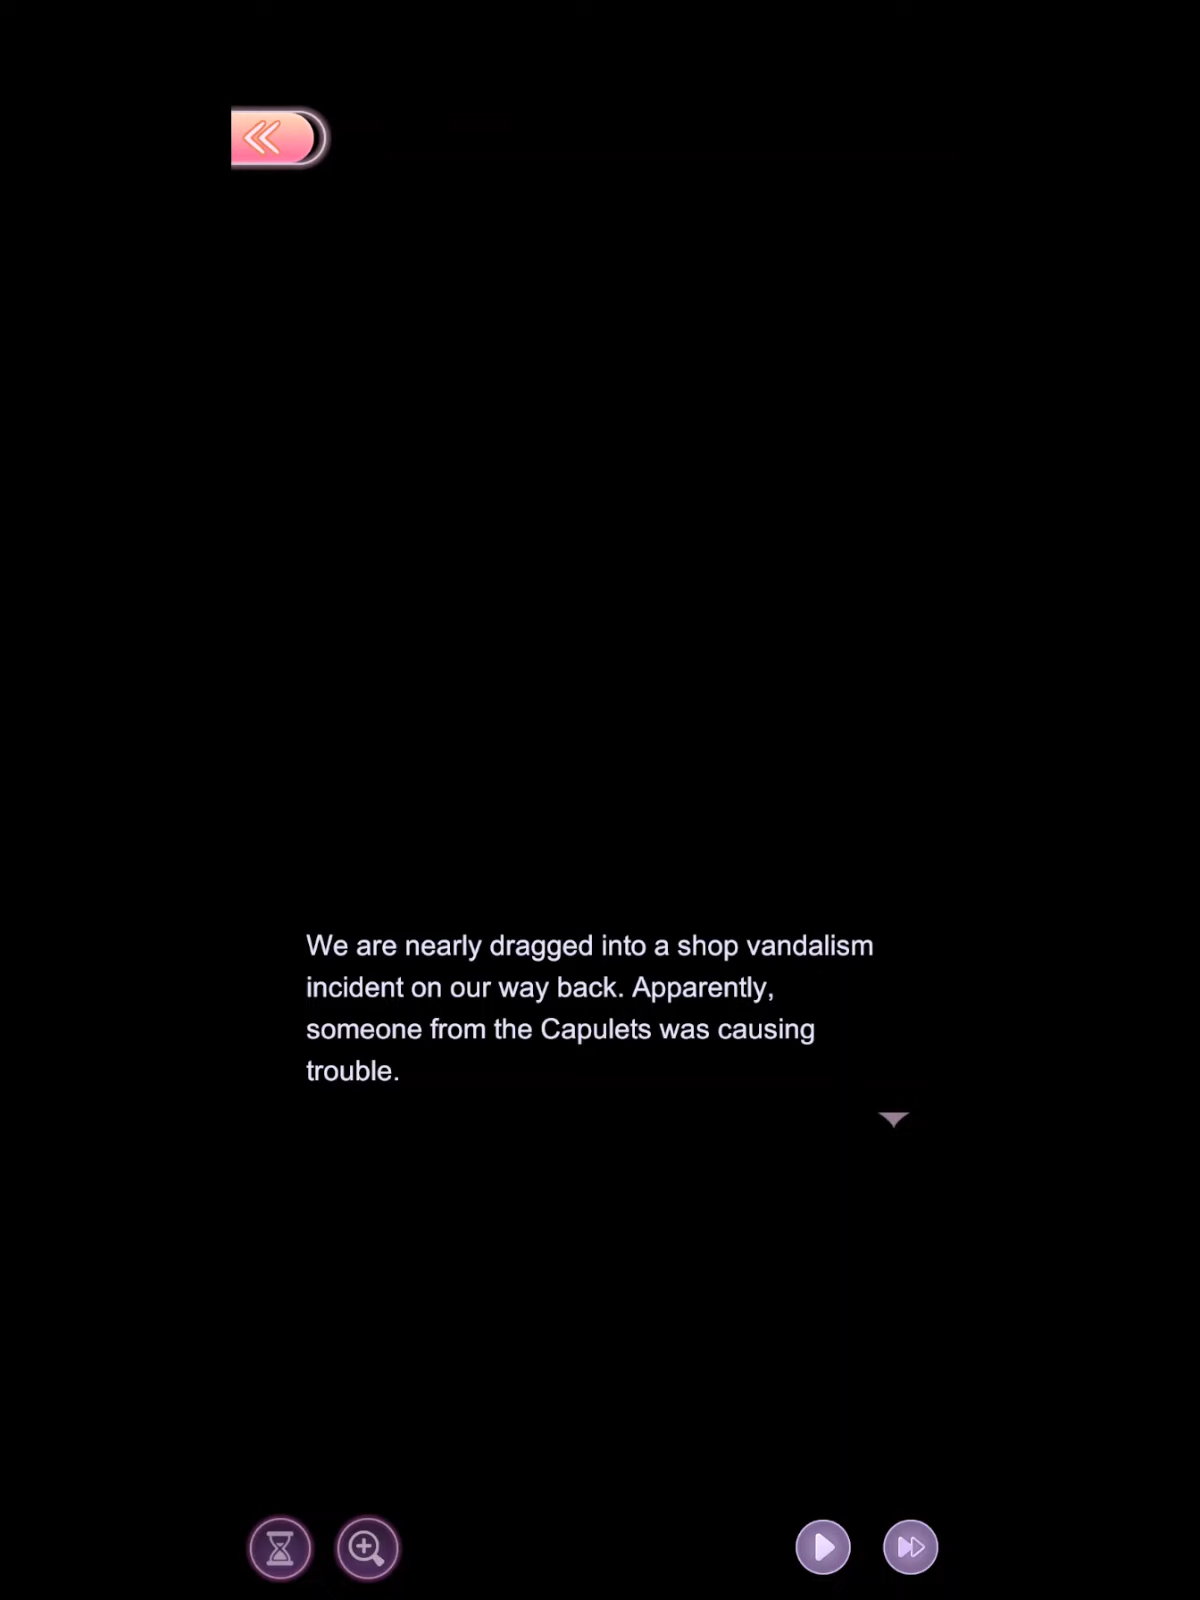 We are nearly dragged into a shop vandalism
incident on our way back. Apparently,
someone from the Capulets was causing
trouble.